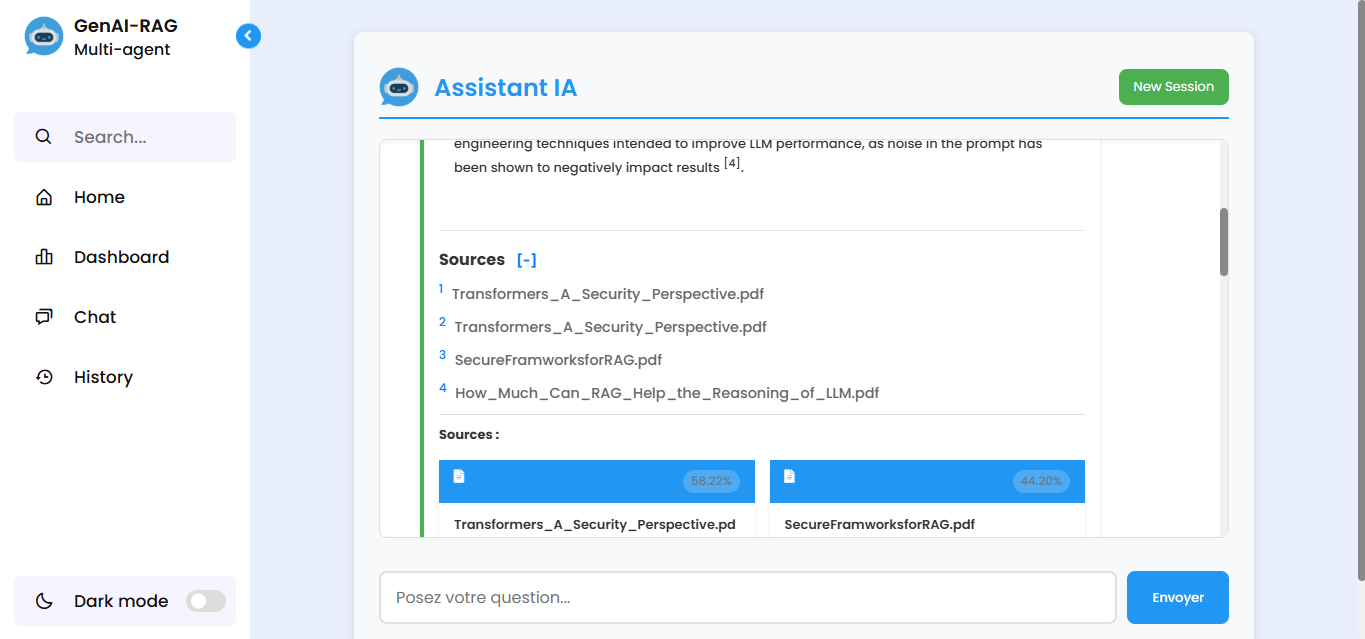 GenAI-RAG
Multi-agent
Search...
Home
Dashboard
Chat
History
Dark mode
Assistant IA
New Session
engineering techniques intended to improve LLM performance, as noise in the prompt has
been shown to negatively impact results [4].
Sources [-]
1 Transformers_A_Security_Perspective.pdf
2 Transformers_A_Security_Perspective.pdf
3 SecureFramworksforRAG.pdf
4 How_Much_Can_RAG_Help_the_Reasoning_of_LLM.pdf
Sources :
58.22%
44.20%
Transformers_A_Security_Perspective.pd
SecureFramworksforRAG.pdf
Posez votre question...
Envoyer